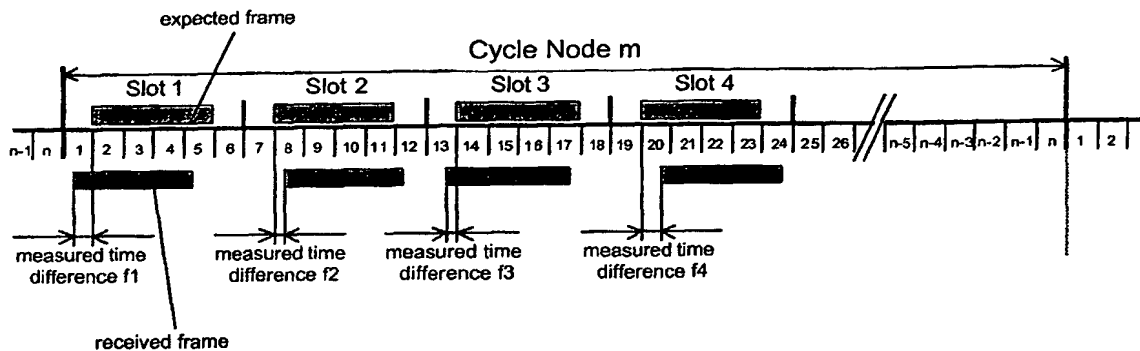 expected frame
Cycle Node m
Slot 1 Slot 2 Slot 3 Slot 4
n-1 n 1 2 3 4 5 6 7 8 9 10 11 12 13 14 15 16 17 18 19 20 21 22 23 24 25 26 n-5 n-4 n-3 n-2 n-1 n 1 2
measured time measured time measured time measured time
difference f1 difference f2 difference f3 difference f4
received frame